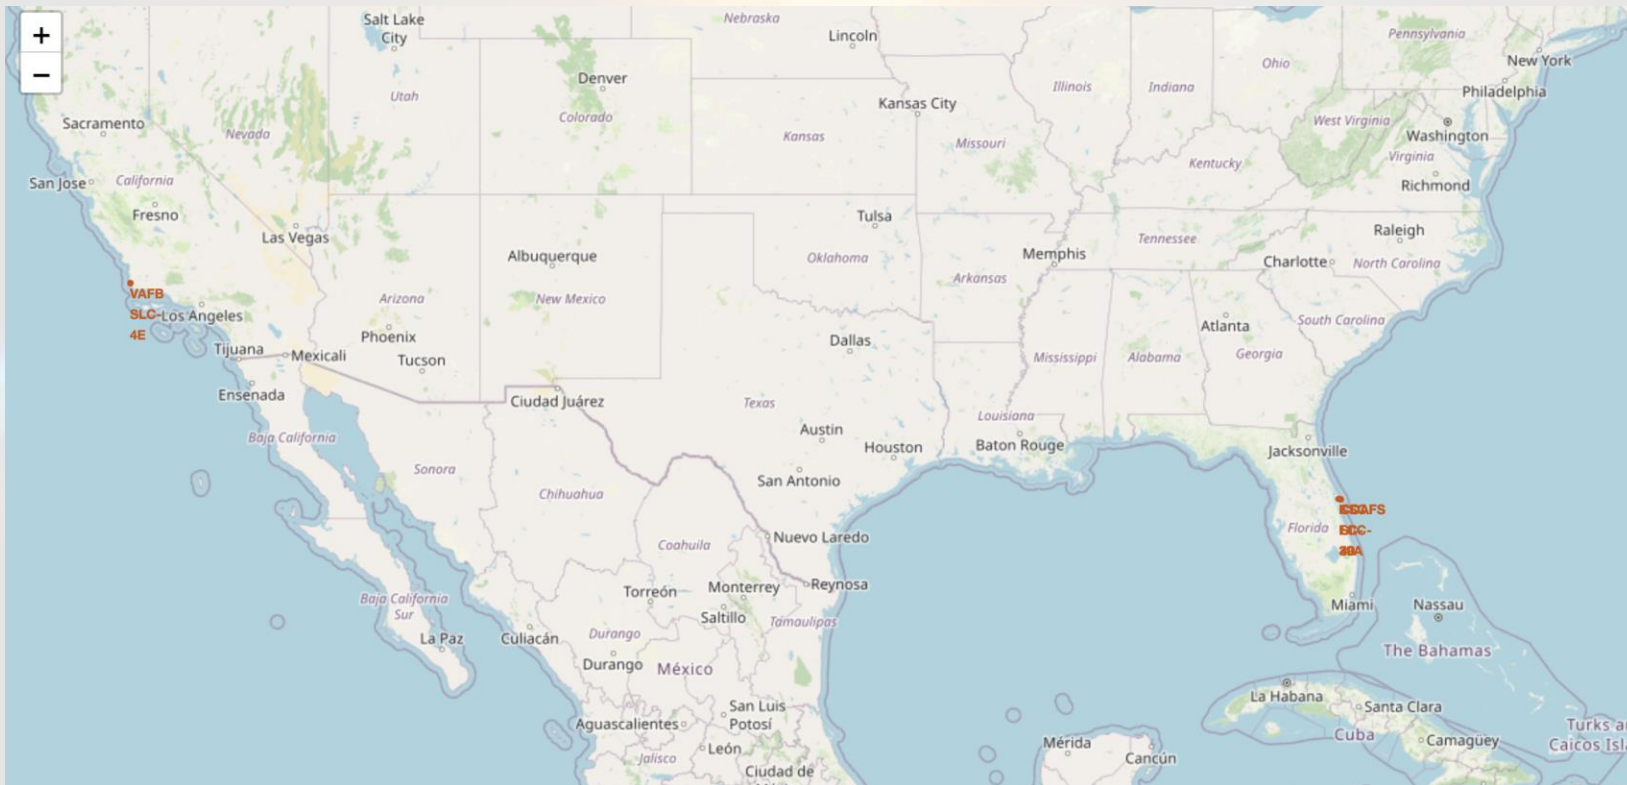 +
−
Salt Lake
City
Nebraska
Lincoln
Pennsylvania
New York
Denver
Utah
Ohio
Illinois
Indiana
Philadelphia
Kansas City
Colorado
Sacramento
Nevada
Kansas
Missouri
West Virginia
Washington
Virginia
Kentucky
San Jose
California
Richmond
Fresno
Tulsa
Las Vegas
Raleigh
Tennessee
Albuquerque
Oklahoma
Memphis
Charlotte
North Carolina
Arkansas
VAFB
SLC-
4E
Arizona
New Mexico
Los Angeles
South Carolina
Atlanta
Phoenix
Dallas
Tijuana
Mexicali
Tucson
Mississippi
Alabama
Georgia
Ensenada
Ciudad Juárez
Texas
Louisiana
Austin
Baja California
Houston
Baton Rouge
Jacksonville
Sonora
San Antonio
Chihuahua
Florida
Nuevo Laredo
Coahuila
Reynosa
Torreón
Monterrey
Baja California
Sur
Saltillo
Tamaulipas
Miami
Nassau
La Paz
Culiacán
Durango
Durango
México
The Bahamas
La Habana
Santa Clara
San Luis
Potosí
Aguascalientes
León
Cuba
Camagüey
Turks a
Caicos Isl
Mérida
Cancún
Jalisco
Ciudad de